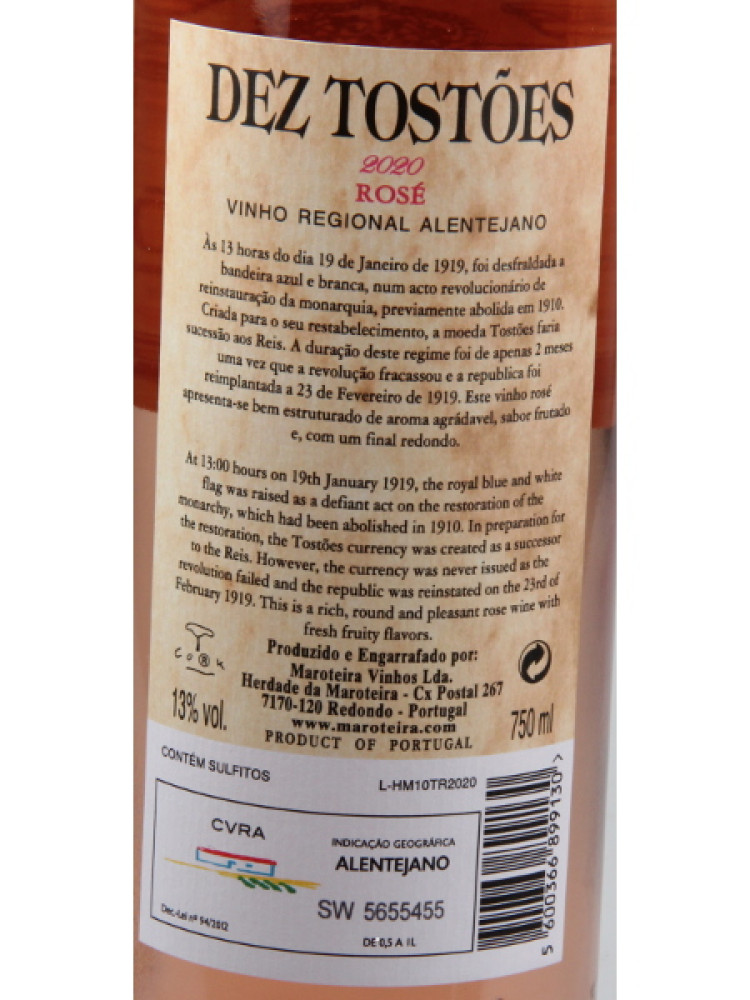 DEZ TOSTÕES
2020
ROSÉ
VINHO REGIONAL ALENTEJANO
Às 13 horas do dia 19 de Janeiro de 1919, foi desfraldada a
bandeira azul e branca, num acto revolucionário de
reinstauração da monarquia, previamente abolida em 1910.
Criada para o seu restabelecimento, a moeda Tostões faria
sucessão aos Reis. A duração deste regime foi de apenas 2 meses
uma vez que a revolução fracassou e a republica foi
reimplantada a 23 de Fevereiro de 1919. Este vinho rosé
apresenta-se bem estruturado de aroma agrádavel, sabor frutado
e, com um final redondo.
At 13:00 hours on 19th January 1919, the royal blue and white
flag was raised as a defiant act on the restoration of the
monarchy, which had been abolished in 1910. In preparation for
the restoration, the Tostões currency was created as a successor
to the Reis. However, the currency was never issued as the
revolution failed and the republic was reinstated on the 23rd of
February 1919. This is a rich, round and pleasant rose wine with
fresh fruity flavors.
CORK
Produzido e Engarrafado por:
Maroteira Vinhos Lda.
Herdade da Maroteira - Cx Postal 267
7170-120 Redondo - Portugal
www.maroteira.com
PRODUCT OF PORTUGAL
13% vol.
750 ml
CONTÉM SULFITOS
L-HM10TR2020
CVRA
INDICAÇÃO GEOGRÁFICA
ALENTEJANO
SW 5655455
Dec.-Lei nº 94/2012
DE 0,5 A 1L
5 600366 899130 >